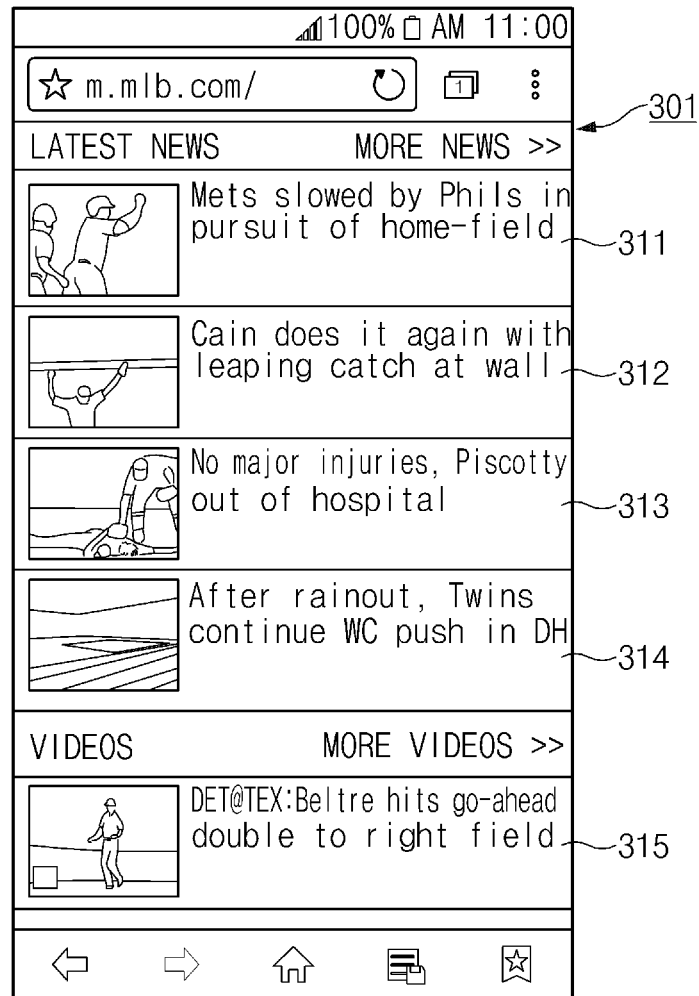 100% AM 11:00
m.mlb.com/ 1
301
LATEST NEWS MORE NEWS >>
Mets slowed by Phils in
pursuit of home-field
311
Cain does it again with
leaping catch at wall
312
No major injuries, Piscotty
out of hospital
313
After rainout, Twins
continue WC push in DH
314
VIDEOS MORE VIDEOS >>
DET@TEX:Beltre hits go-ahead
double to right field
315